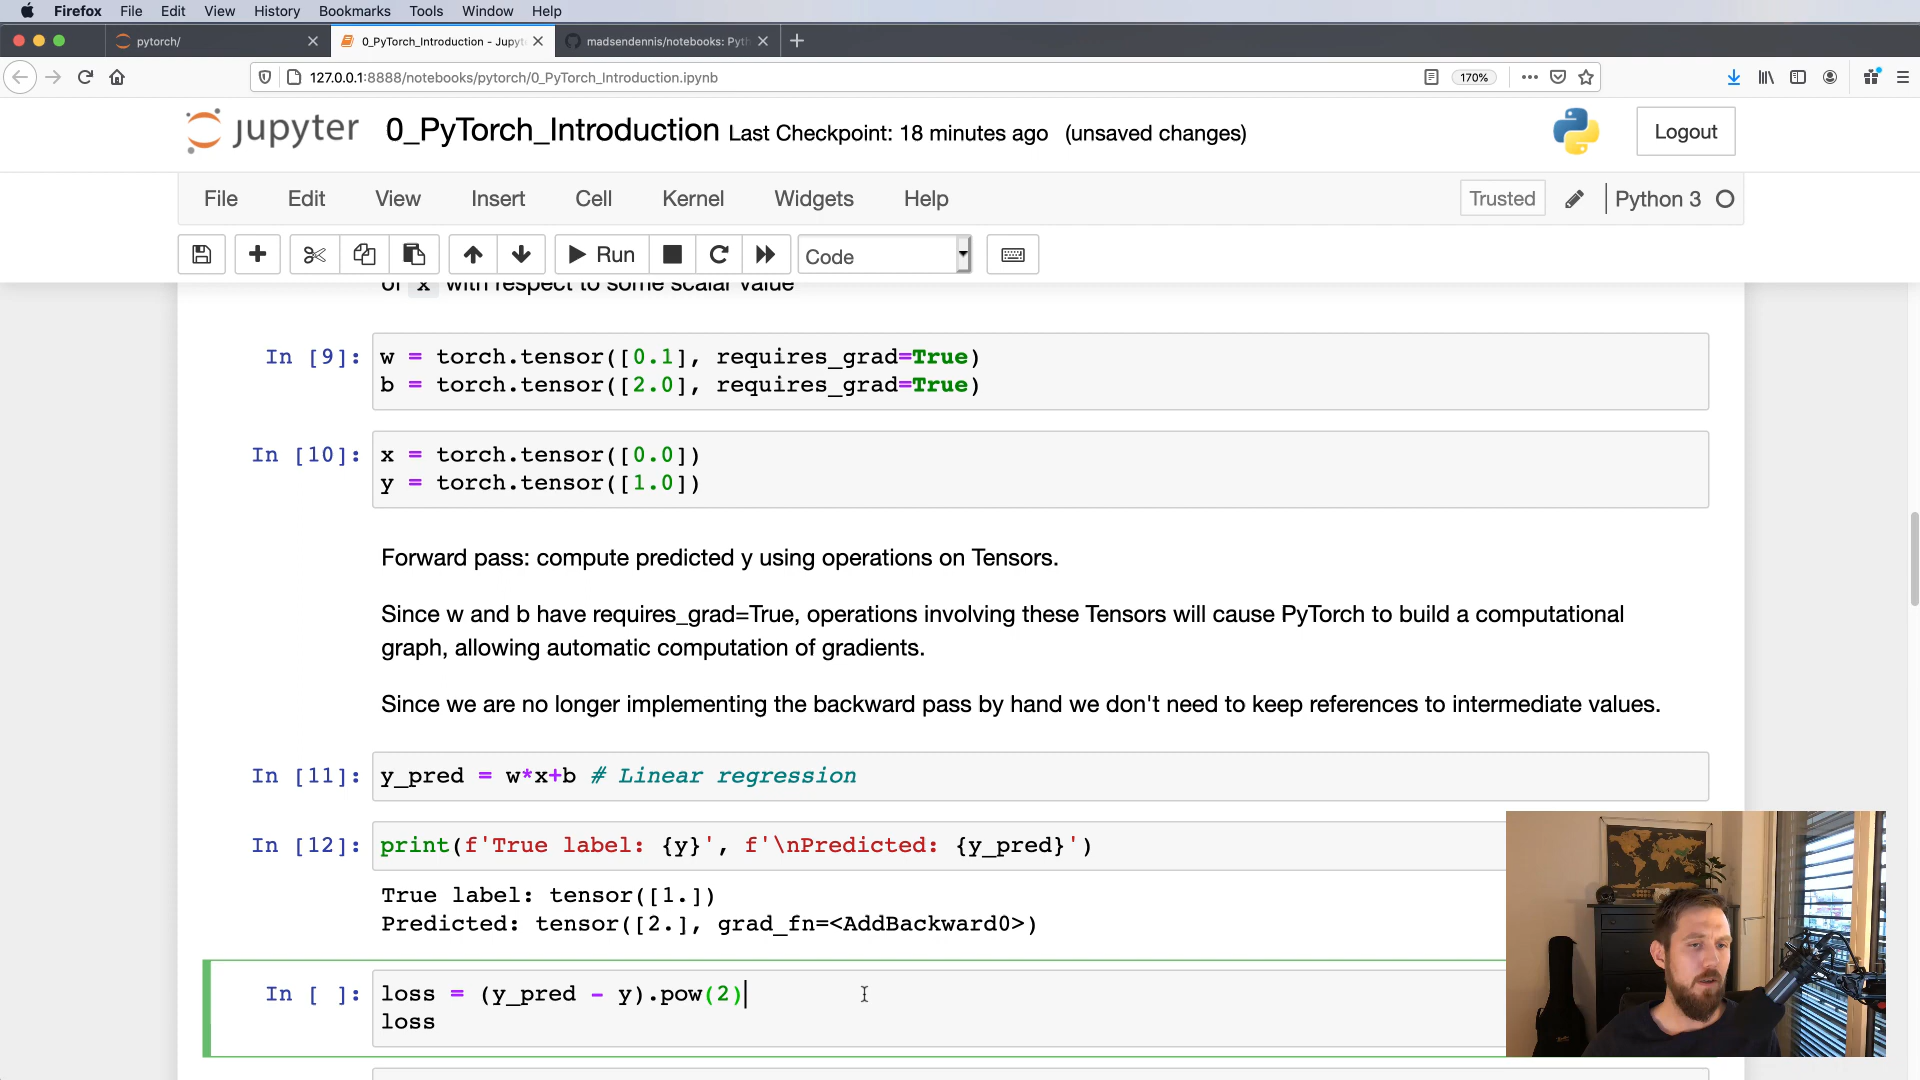 Firefox File Edit View History Bookmarks Tools Window Help
pytorch/ 0_PyTorch_Introduction - Jupyt madsendennis/notebooks: Pyth
127.0.0.1:8888/notebooks/pytorch/0_PyTorch_Introduction.ipynb 170%
jupyter 0_PyTorch_Introduction Last Checkpoint: 18 minutes ago (unsaved changes) Logout
File Edit View Insert Cell Kernel Widgets Help Trusted Python 3
Run Code
of x with respect to some scalar value
In [9]: w = torch.tensor([0.1], requires_grad=True)
b = torch.tensor([2.0], requires_grad=True)
In [10]: x = torch.tensor([0.0])
y = torch.tensor([1.0])
Forward pass: compute predicted y using operations on Tensors.
Since w and b have requires_grad=True, operations involving these Tensors will cause PyTorch to build a computational
graph, allowing automatic computation of gradients.
Since we are no longer implementing the backward pass by hand we don't need to keep references to intermediate values.
In [11]: y_pred = w*x+b # Linear regression
In [12]: print(f'True label: {y}', f'\nPredicted: {y_pred}')
True label: tensor([1.])
Predicted: tensor([2.], grad_fn=<AddBackward0>)
In [ ]: loss = (y_pred - y).pow(2)
loss